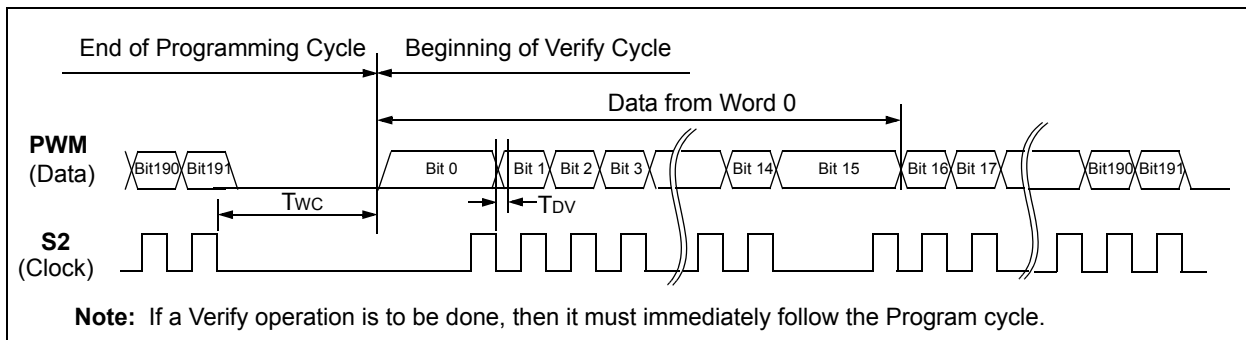 End of Programming Cycle Beginning of Verify Cycle
Data from Word 0
PWM
(Data)
Bit190 Bit191 Bit 0 Bit 1 Bit 2 Bit 3 Bit 14 Bit 15 Bit 16 Bit 17 Bit190 Bit191
TWC TDV
S2
(Clock)
Note: If a Verify operation is to be done, then it must immediately follow the Program cycle.